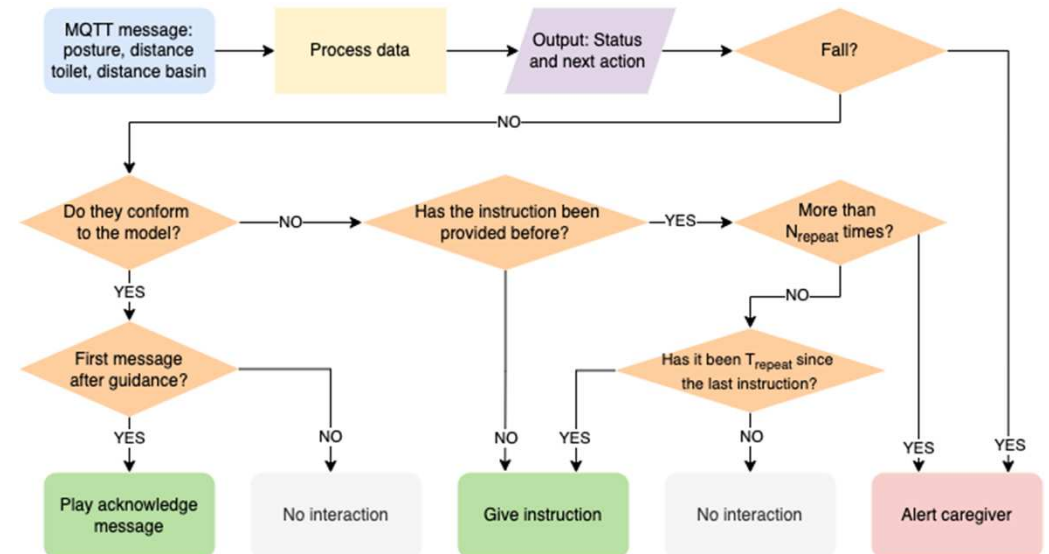 MQTT message:
posture, distance
toilet, distance basin
Process data
Output: Status
and next action
Fall?
NO
Do they conform
to the model?
NO
Has the instruction been
provided before?
YES
More than
Nrepeat times?
YES
NO
First message
after guidance?
Has it been Trepeat since
the last instruction?
YES
NO
NO
YES
NO
YES
YES
Play acknowledge
message
No interaction
Give instruction
No interaction
Alert caregiver